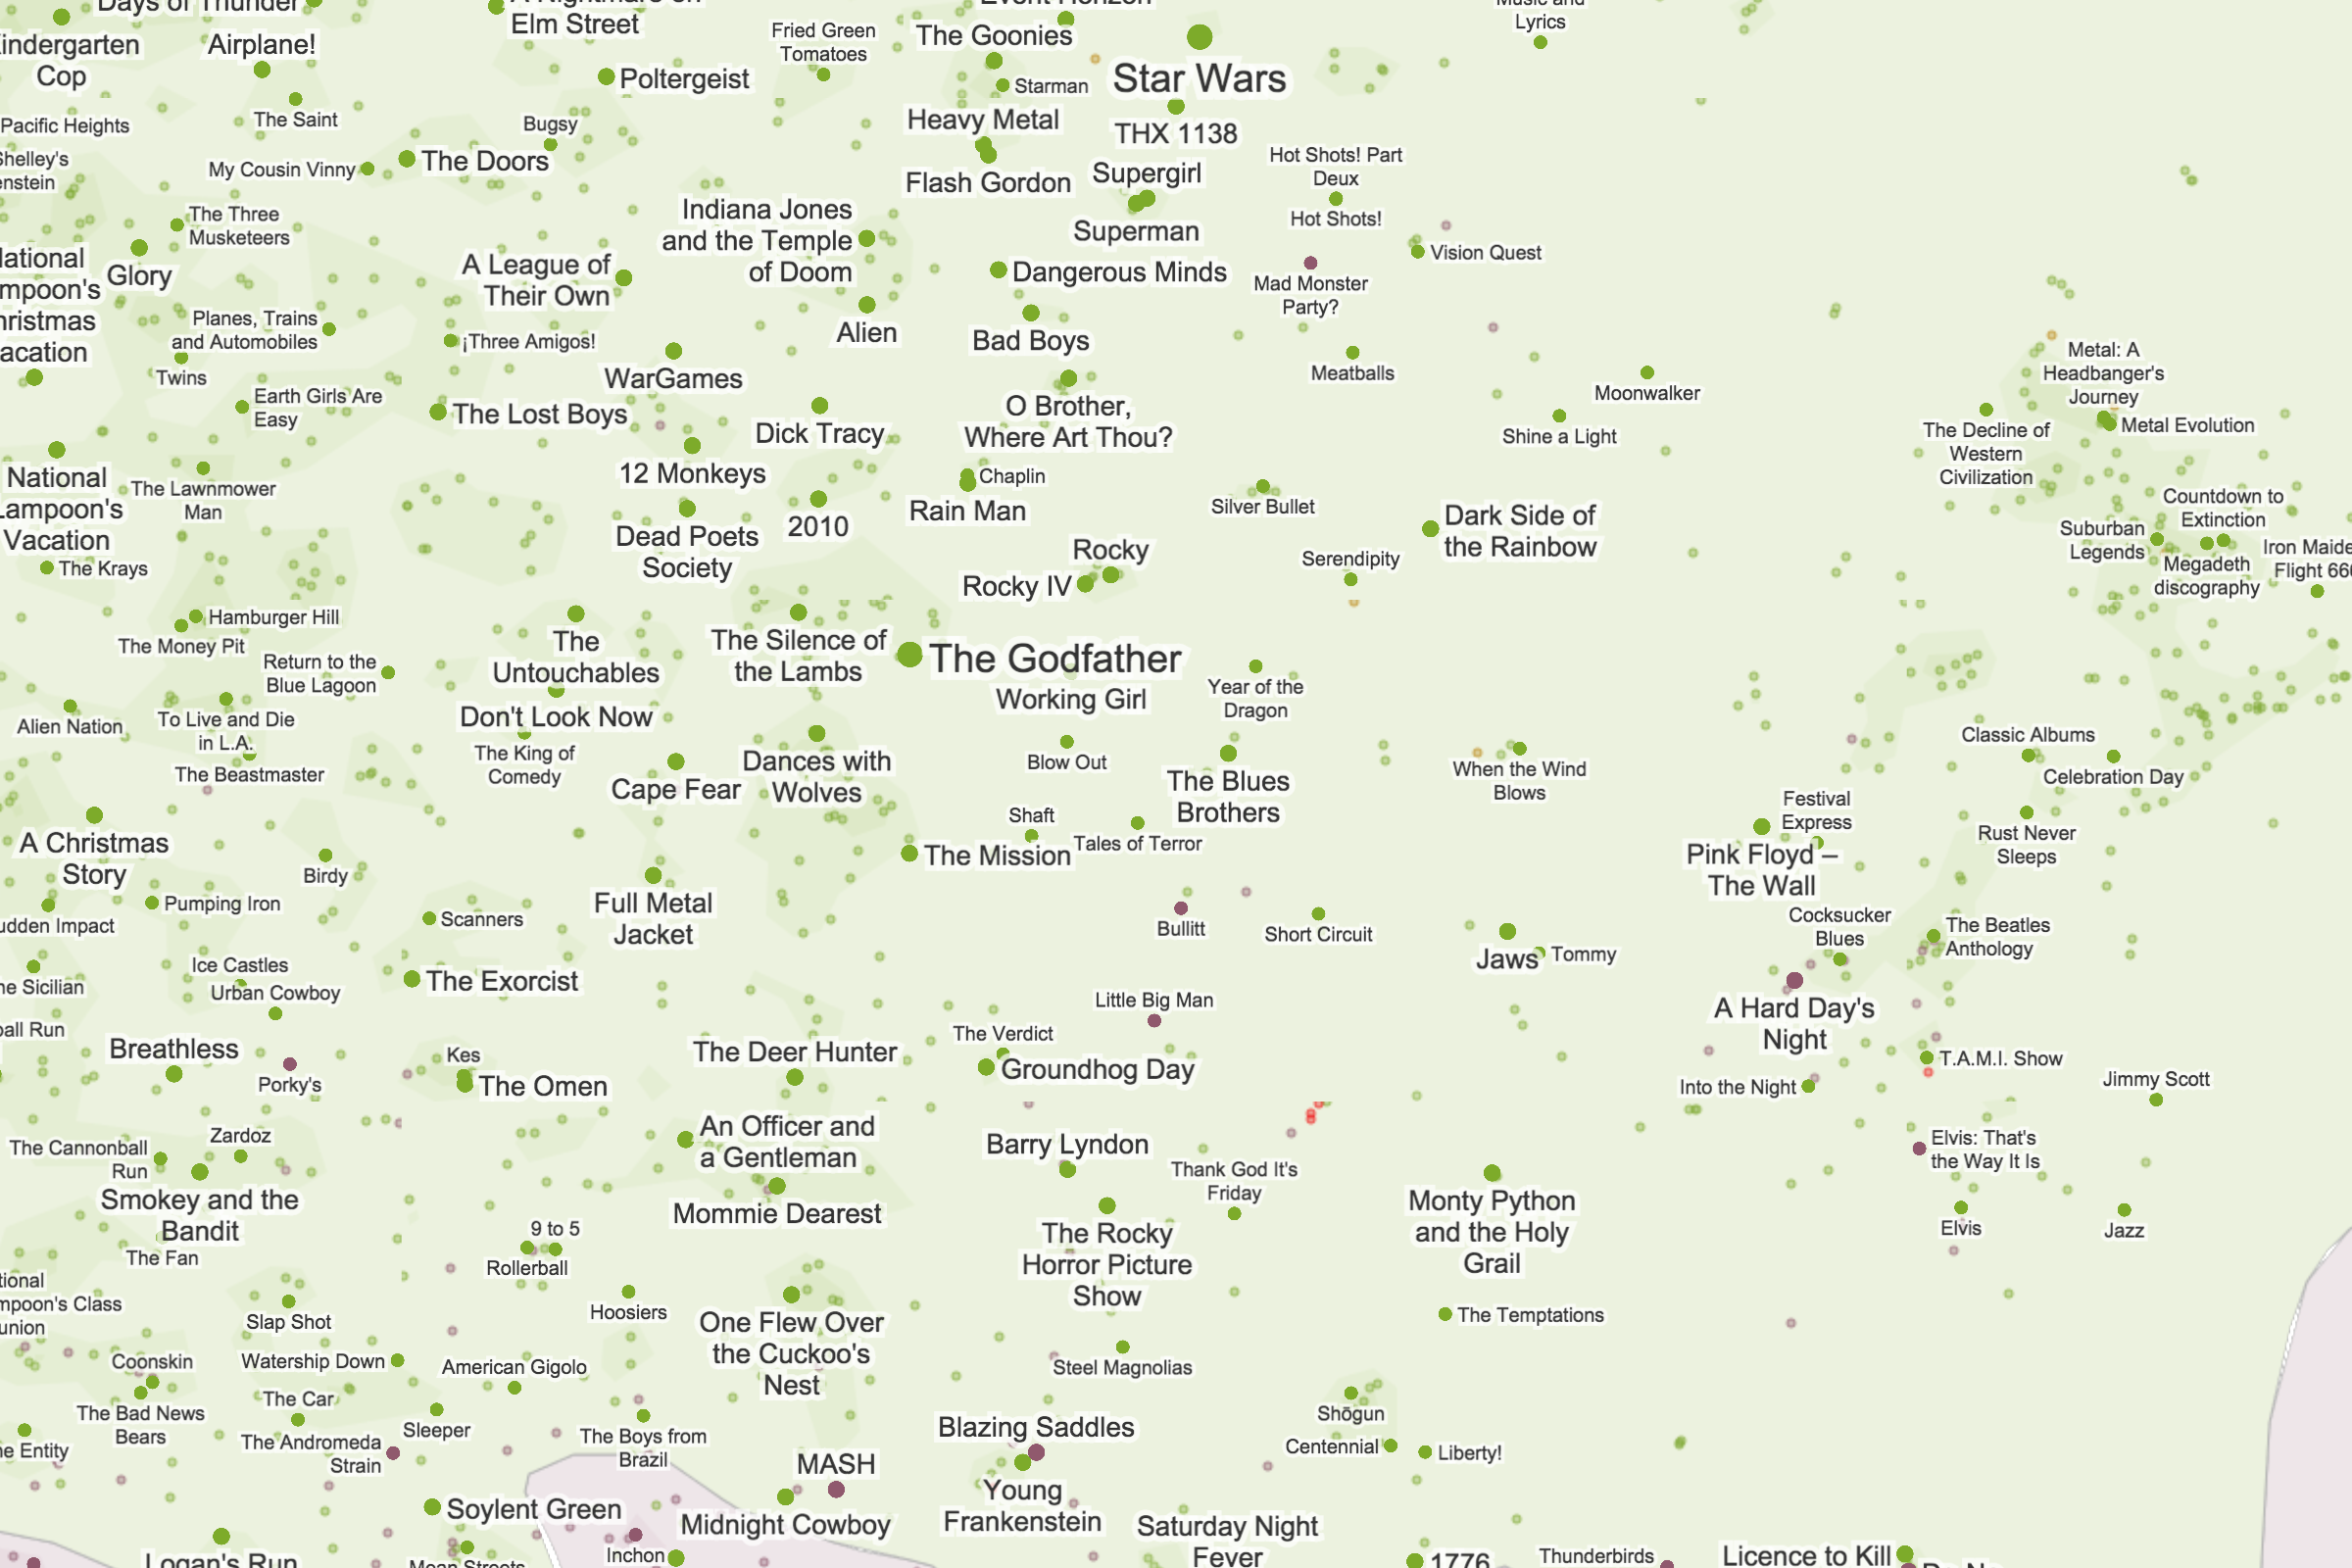 Days of Thunder
Elm Street
Music and
Lyrics
Kindergarten
Cop
Airplane!
Fried Green
Tomatoes
The Goonies
Star Wars
Poltergeist
Starman
The Saint
Pacific Heights
Bugsy
Heavy Metal
THX 1138
Shelley's
My Cousin Vinny
The Doors
Flash Gordon
Supergirl
Hot Shots! Part
Deux
Hot Shots!
The Three
Musketeers
Indiana Jones
and the Temple
of Doom
Superman
Vision Quest
Glory
A League of
Their Own
Dangerous Minds
Mad Monster
Party?
Planes, Trains
and Automobiles
¡Three Amigos!
Alien
Bad Boys
Twins
WarGames
Meatballs
Moonwalker
Metal: A
Headbanger's
Journey
Earth Girls Are
Easy
The Lost Boys
Dick Tracy
O Brother,
Where Art Thou?
Shine a Light
The Decline of
Western
Civilization
Metal Evolution
National
Lampoon's
Vacation
The Lawnmower
Man
12 Monkeys
Chaplin
Rain Man
Silver Bullet
Dead Poets
Society
2010
Dark Side of
the Rainbow
Countdown to
Extinction
Suburban
Legends
Megadeth
discography
Iron Maide
Flight 66
The Krays
Rocky
Rocky IV
Serendipity
Hamburger Hill
The Money Pit
The
Untouchables
The Silence of
the Lambs
The Godfather
Working Girl
Return to the
Blue Lagoon
Year of the
Dragon
Alien Nation
To Live and Die
in L.A.
Don't Look Now
The King of
Comedy
The Beastmaster
Cape Fear
Dances with
Wolves
Blow Out
The Blues
Brothers
When the Wind
Blows
Classic Albums
Celebration Day
A Christmas
Story
Shaft
Tales of Terror
The Mission
Festival
Express
Pink Floyd –
The Wall
Rust Never
Sleeps
Birdy
Pumping Iron
Sudden Impact
Scanners
Full Metal
Jacket
Bullitt
Short Circuit
Jaws
Tommy
Cocksucker
Blues
The Beatles
Anthology
Ice Castles
The Sicilian
Urban Cowboy
The Exorcist
Little Big Man
A Hard Day's
Night
ball Run
Breathless
Porky's
Kes
The Omen
The Deer Hunter
The Verdict
Groundhog Day
Into the Night
T.A.M.I. Show
Jimmy Scott
The Cannonball
Run
Zardoz
An Officer and
a Gentleman
Barry Lyndon
Thank God It's
Friday
Elvis: That's
the Way It Is
Smokey and the
Bandit
The Fan
Mommie Dearest
The Rocky
Horror Picture
Show
Monty Python
and the Holy
Grail
Elvis
Jazz
9 to 5
Rollerball
Lampoon's Class
Slap Shot
Hoosiers
One Flew Over
the Cuckoo's
Nest
The Temptations
Coonskin
Watership Down
American Gigolo
Steel Magnolias
The Bad News
Bears
The Car
The Entity
The Andromeda
Strain
Sleeper
The Boys from
Brazil
MASH
Blazing Saddles
Shōgun
Centennial
Liberty!
Soylent Green
Midnight Cowboy
Young
Frankenstein
Saturday Night
Fever
Logan's Run
Mean Streets
Inchon
1776
Thunderbirds
Licence to Kill